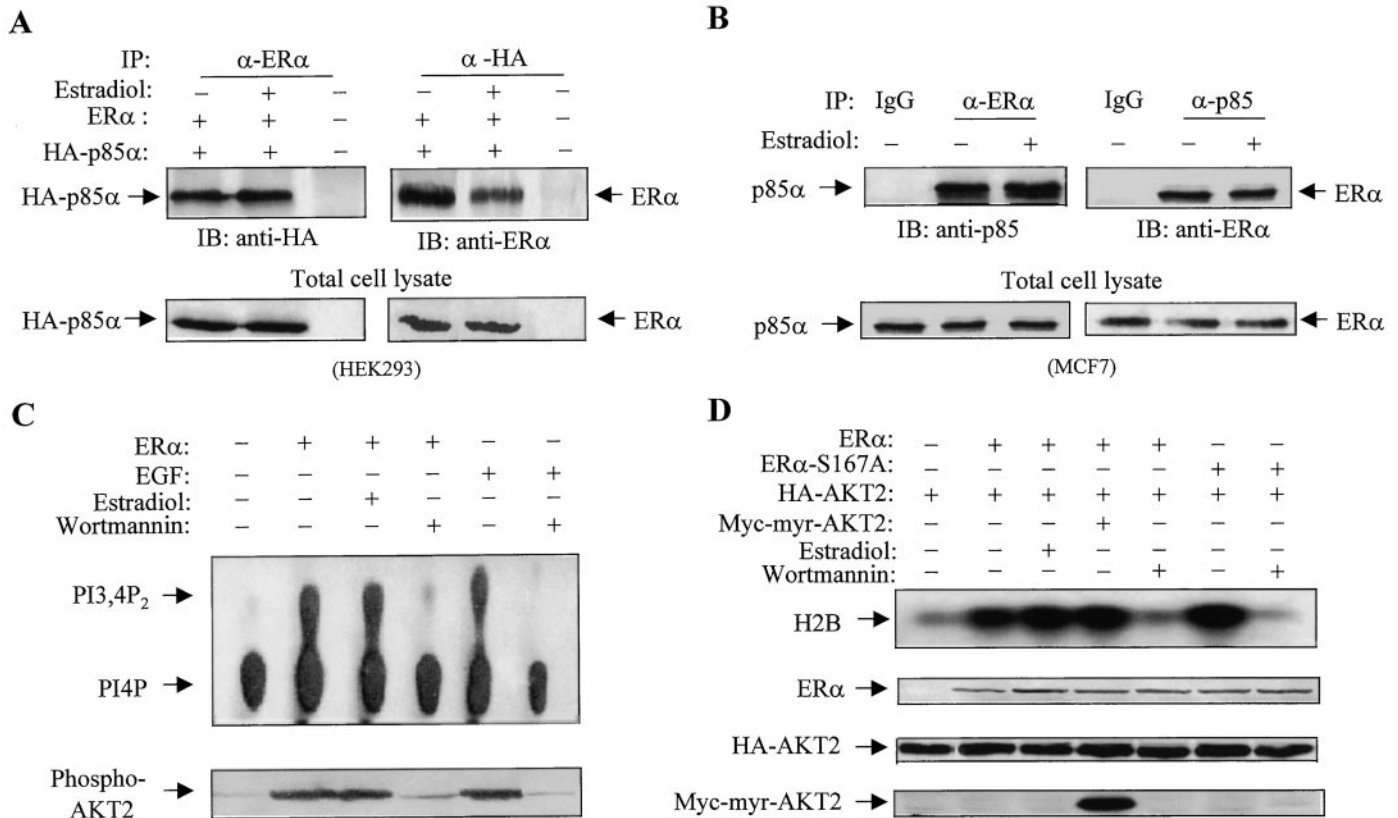 A
IP: α-ERα α -HA
Estradiol: – + – – + –
ERα : + + – + + –
HA-p85α: + + – + + –
HA-p85α ERα
IB: anti-HA IB: anti-ERα
Total cell lysate
HA-p85α ERα
(HEK293)
B
IP: IgG α-ERα IgG α-p85
Estradiol: – – + – – +
p85α ERα
IB: anti-p85 IB: anti-ERα
Total cell lysate
p85α ERα
(MCF7)
C
ERα: – + + + – –
EGF: – – – – + +
Estradiol: – – + – – –
Wortmannin: – – – + – +
PI3,4P₂
PI4P
Phospho-
AKT2
D
ERα: – + + + + – –
ERα-S167A: – – – – – + +
HA-AKT2: + + + + + + +
Myc-myr-AKT2: – – – + – – –
Estradiol: – – + – – – –
Wortmannin: – – – – + – +
H2B
ERα
HA-AKT2
Myc-myr-AKT2